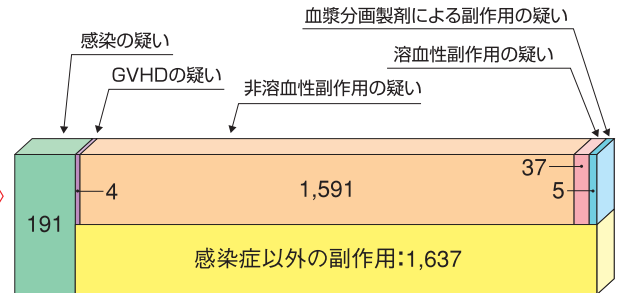 血漿分画製剤による副作用の疑い
感染の疑い
溶血性副作用の疑い
GVHDの疑い
非溶血性副作用の疑い
37
4
1,591
5
191
感染症以外の副作用:1,637